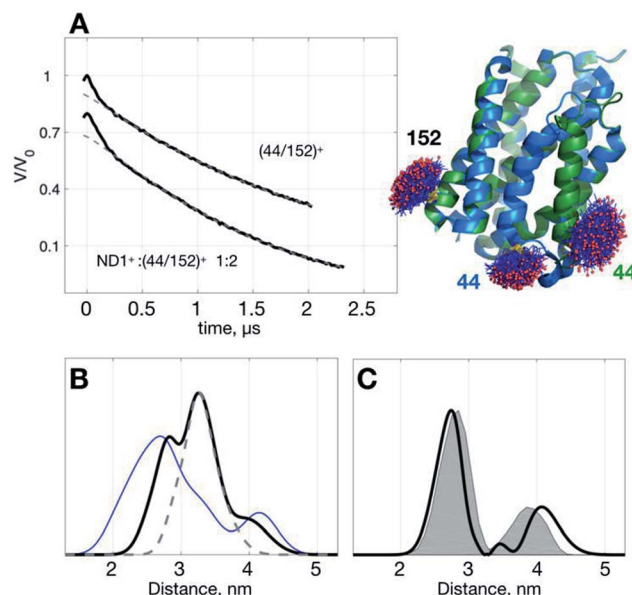 A
V/V0
1
0.7
0.4
0.1
(44/152)+
ND1+:(44/152)+ 1:2
0 0.5 1 1.5 2 2.5
time, µs
152
44
44
B
2 3 4 5
Distance, nm
C
2 3 4 5
Distance, nm